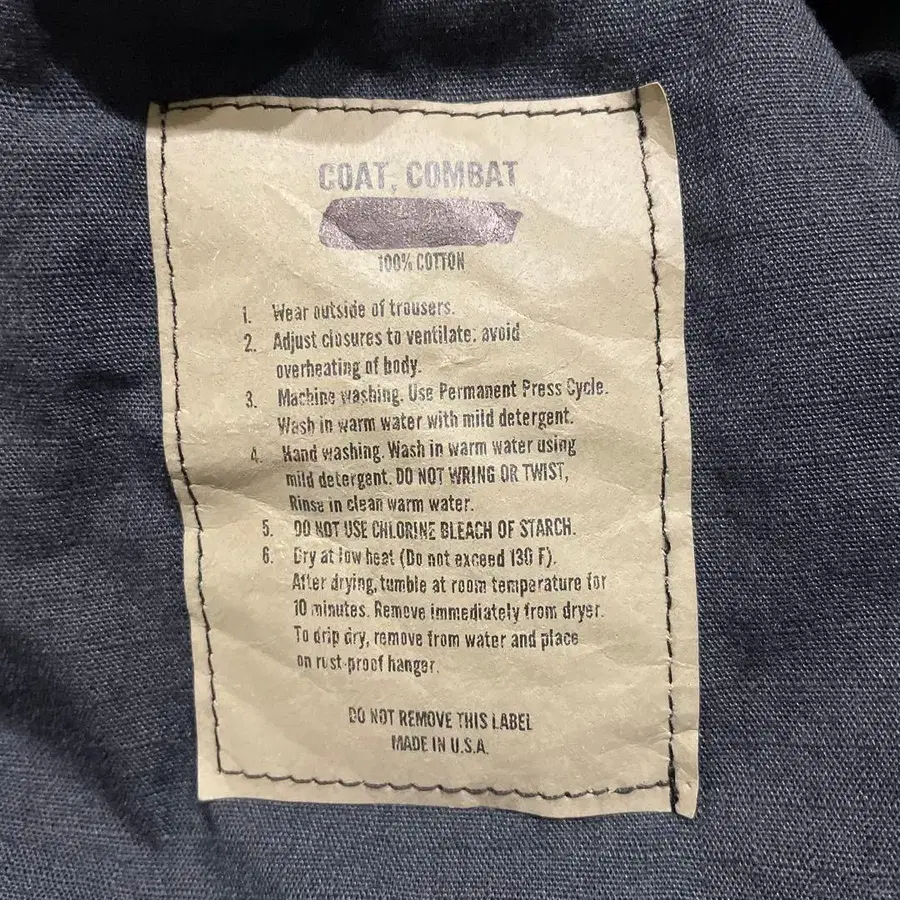 COAT, COMBAT
100% COTTON
1. Wear outside of trousers.
2. Adjust closures to ventilate: avoid
overheating of body.
3. Machine washing. Use Permanent Press Cycle.
Wash in warm water with mild detergent.
4. Hand washing. Wash in warm water using
mild detergent. DO NOT WRING OR TWIST,
Rinse in clean warm water.
5. DO NOT USE CHLORINE BLEACH OF STARCH.
6. Dry at low heat (Do not exceed 130 F).
After drying, tumble at room temperature for
10 minutes. Remove immediately from dryer.
To drip dry, remove from water and place
on rust-proof hanger.
DO NOT REMOVE THIS LABEL
MADE IN U.S.A.